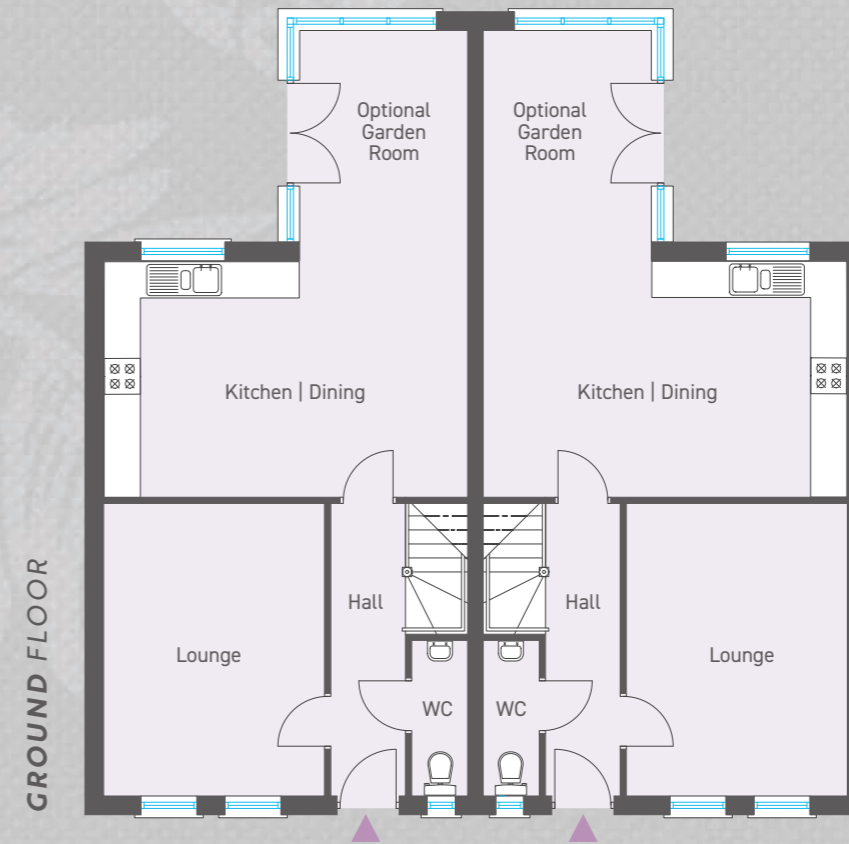 Optional
Garden
Room
Optional
Garden
Room
Kitchen | Dining
Kitchen | Dining
Hall
Hall
Lounge
Lounge
WC
WC
GROUND FLOOR